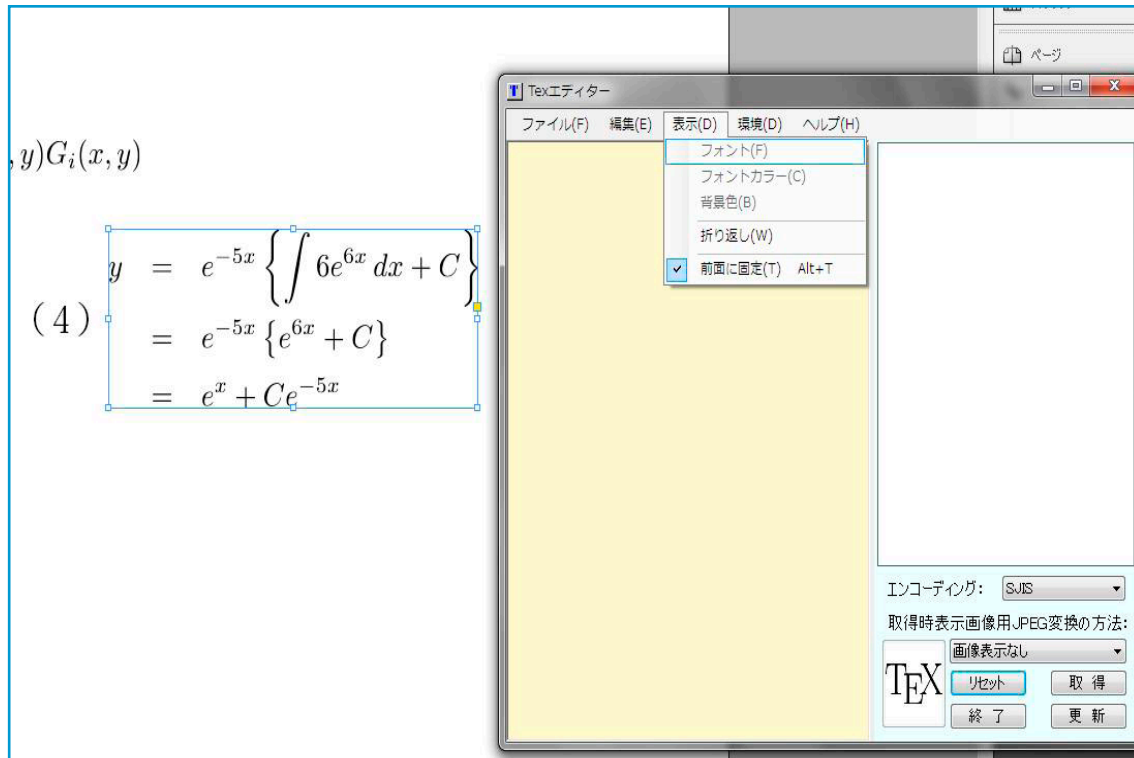 ページ
Texエディター
ファイル(F) 編集(E) 表示(D) 環境(D) ヘルプ(H)
フォント(F)
フォントカラー(C)
背景色(B)
折り返し(W)
前面に固定(T) Alt+T
, y)G_i(x, y)
(4)
y = e^{-5x} { ∫ 6e^{6x} dx + C }
= e^{-5x} {e^{6x} + C}
= e^x + Ce^{-5x}
エンコーディング: SJIS
取得時表示画像用JPEG変換の方法:
画像表示なし
TEX
リセット 取 得
終 了 更 新